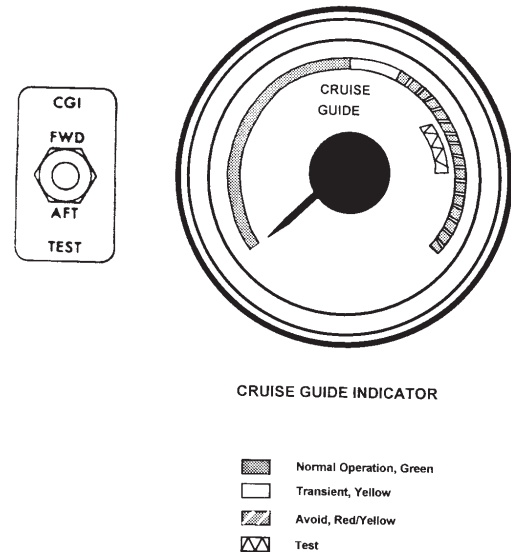 CGI
FWD
AFT
TEST
CRUISE
GUIDE
CRUISE GUIDE INDICATOR
Normal Operation, Green
Transient, Yellow
Avoid, Red/Yellow
Test